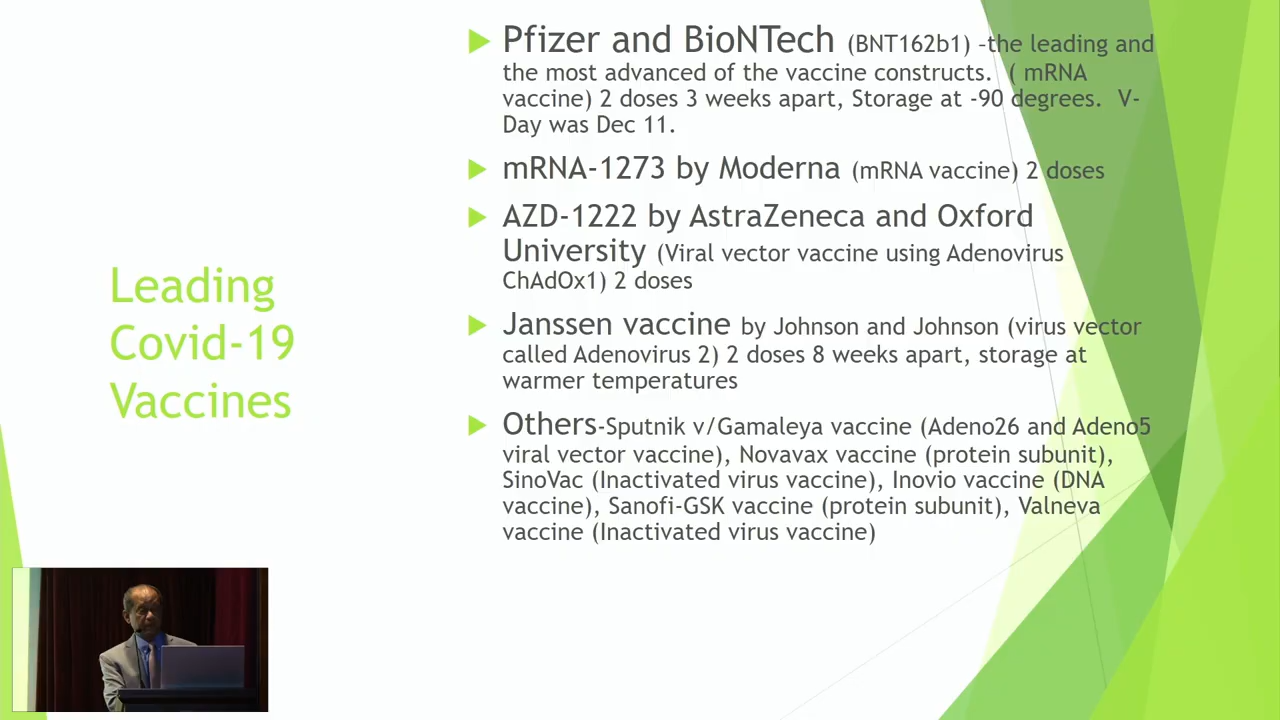 Leading
Covid-19
Vaccines
Pfizer and BioNTech (BNT162b1) –the leading and
the most advanced of the vaccine constructs. ( mRNA
vaccine) 2 doses 3 weeks apart, Storage at -90 degrees. V-
Day was Dec 11.
mRNA-1273 by Moderna (mRNA vaccine) 2 doses
AZD-1222 by AstraZeneca and Oxford
University (Viral vector vaccine using Adenovirus
ChAdOx1) 2 doses
Janssen vaccine by Johnson and Johnson (virus vector
called Adenovirus 2) 2 doses 8 weeks apart, storage at
warmer temperatures
Others-Sputnik v/Gamaleya vaccine (Adeno26 and Adeno5
viral vector vaccine), Novavax vaccine (protein subunit),
SinoVac (Inactivated virus vaccine), Inovio vaccine (DNA
vaccine), Sanofi-GSK vaccine (protein subunit), Valneva
vaccine (Inactivated virus vaccine)